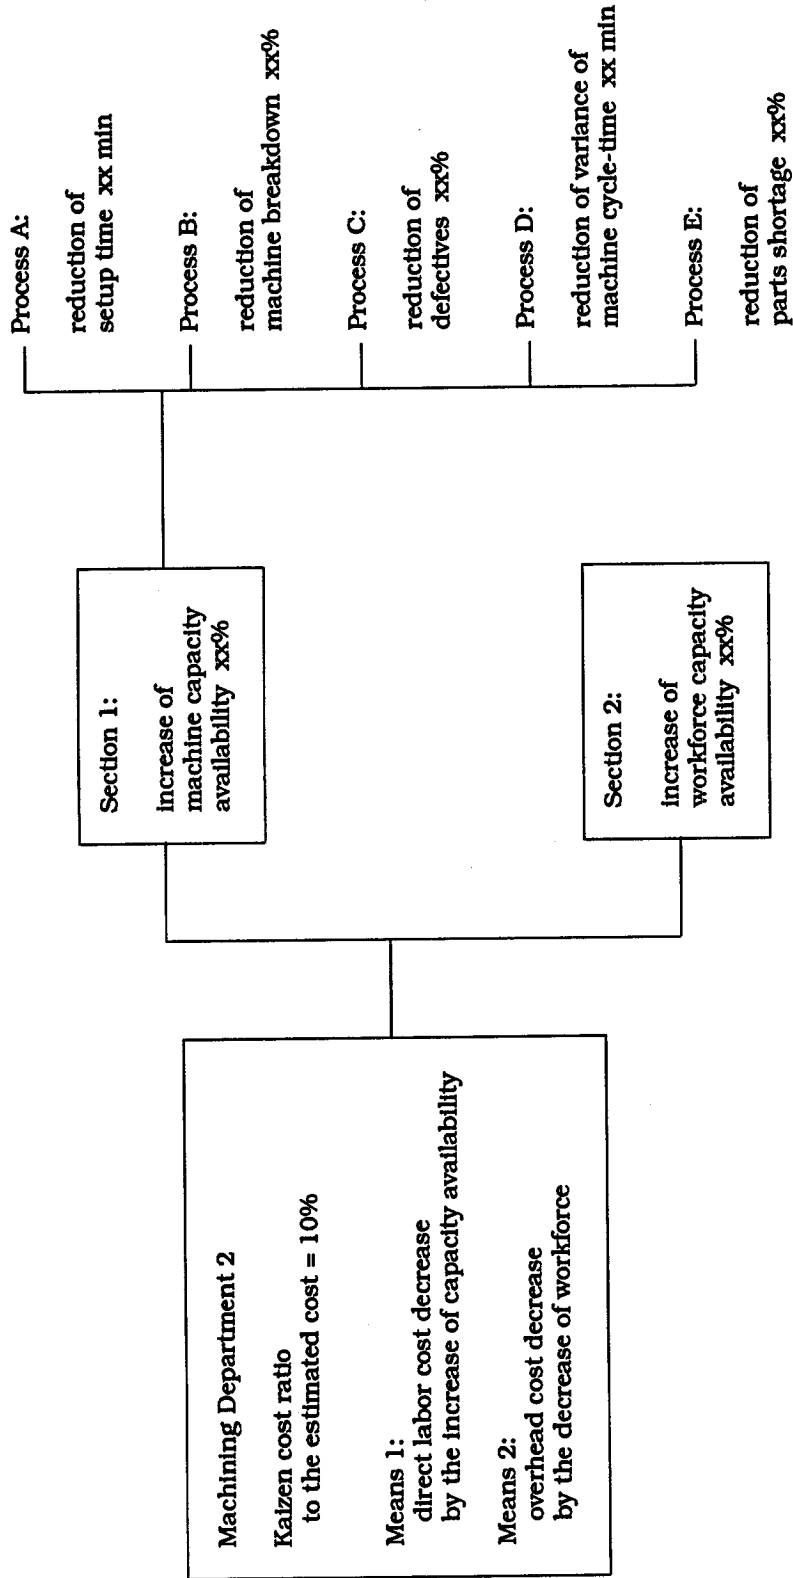 Machining Department 2
Kaizen cost ratio
to the estimated cost = 10%
Means 1:
direct labor cost decrease
by the increase of capacity availability
Means 2:
overhead cost decrease
by the decrease of workforce
Section 1:
increase of
machine capacity
availability xx%
Section 2:
increase of
workforce capacity
availability xx%
Process A:
reduction of
setup time xx min
Process B:
reduction of
machine breakdown xx%
Process C:
reduction of
defectives xx%
Process D:
reduction of variance of
machine cycle-time xx min
Process E:
reduction of
parts shortage xx%